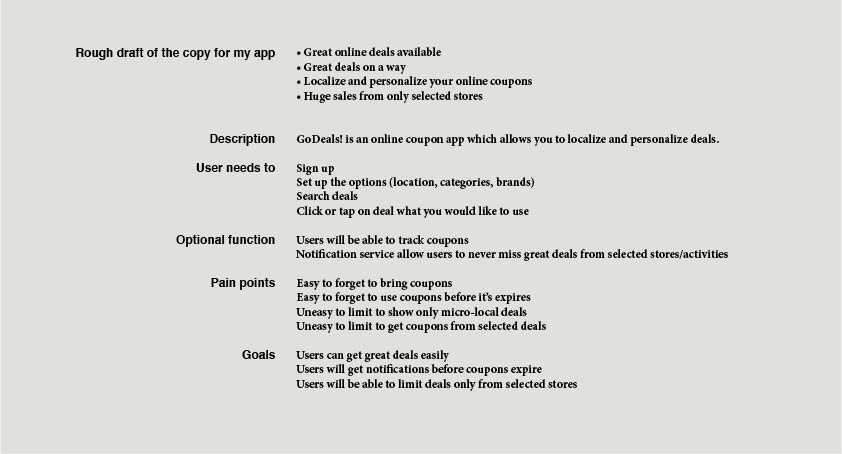 Rough draft of the copy for my app • Great online deals available
• Great deals on a way
• Localize and personalize your online coupons
• Huge sales from only selected stores
Description GoDeals! is an online coupon app which allows you to localize and personalize deals.
User needs to Sign up
Set up the options (location, categories, brands)
Search deals
Click or tap on deal what you would like to use
Optional function Users will be able to track coupons
Notification service allow users to never miss great deals from selected stores/activities
Pain points Easy to forget to bring coupons
Easy to forget to use coupons before it's expires
Uneasy to limit to show only micro-local deals
Uneasy to limit to get coupons from selected deals
Goals Users can get great deals easily
Users will get notifications before coupons expire
Users will be able to limit deals only from selected stores